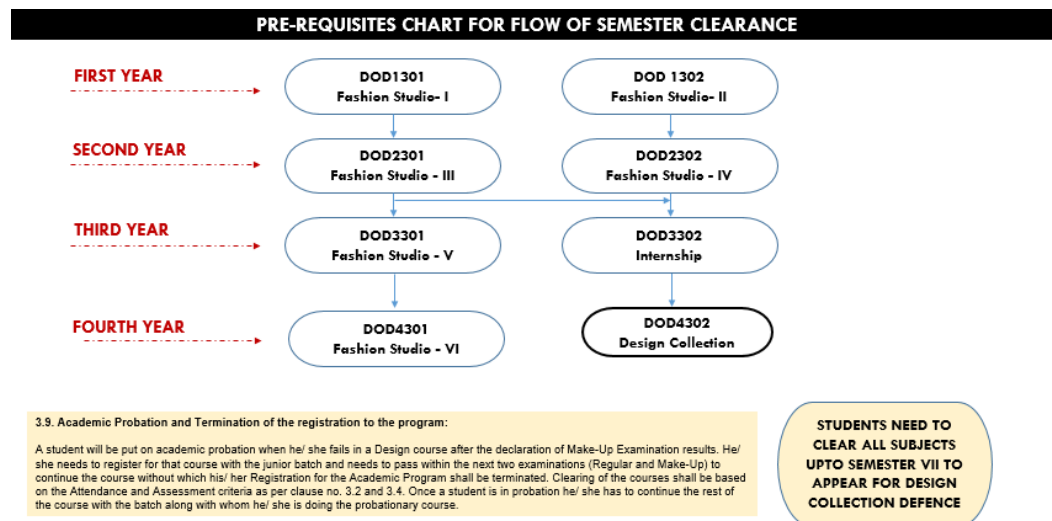 PRE-REQUISITES CHART FOR FLOW OF SEMESTER CLEARANCE
FIRST YEAR
DOD1301
Fashion Studio- I
DOD 1302
Fashion Studio- II
SECOND YEAR
DOD2301
Fashion Studio - III
DOD2302
Fashion Studio - IV
THIRD YEAR
DOD3301
Fashion Studio - V
DOD3302
Internship
FOURTH YEAR
DOD4301
Fashion Studio - VI
DOD4302
Design Collection
3.9. Academic Probation and Termination of the registration to the program:
A student will be put on academic probation when he/ she fails in a Design course after the declaration of Make-Up Examination results. He/
she needs to register for that course with the junior batch and needs to pass within the next two examinations (Regular and Make-Up) to
continue the course without which his/ her Registration for the Academic Program shall be terminated. Clearing of the courses shall be based
on the Attendance and Assessment criteria as per clause no. 3.2 and 3.4. Once a student is in probation he/ she has to continue the rest of
the course with the batch along with whom he/ she is doing the probationary course.
STUDENTS NEED TO
CLEAR ALL SUBJECTS
UPTO SEMESTER VII TO
APPEAR FOR DESIGN
COLLECTION DEFENCE